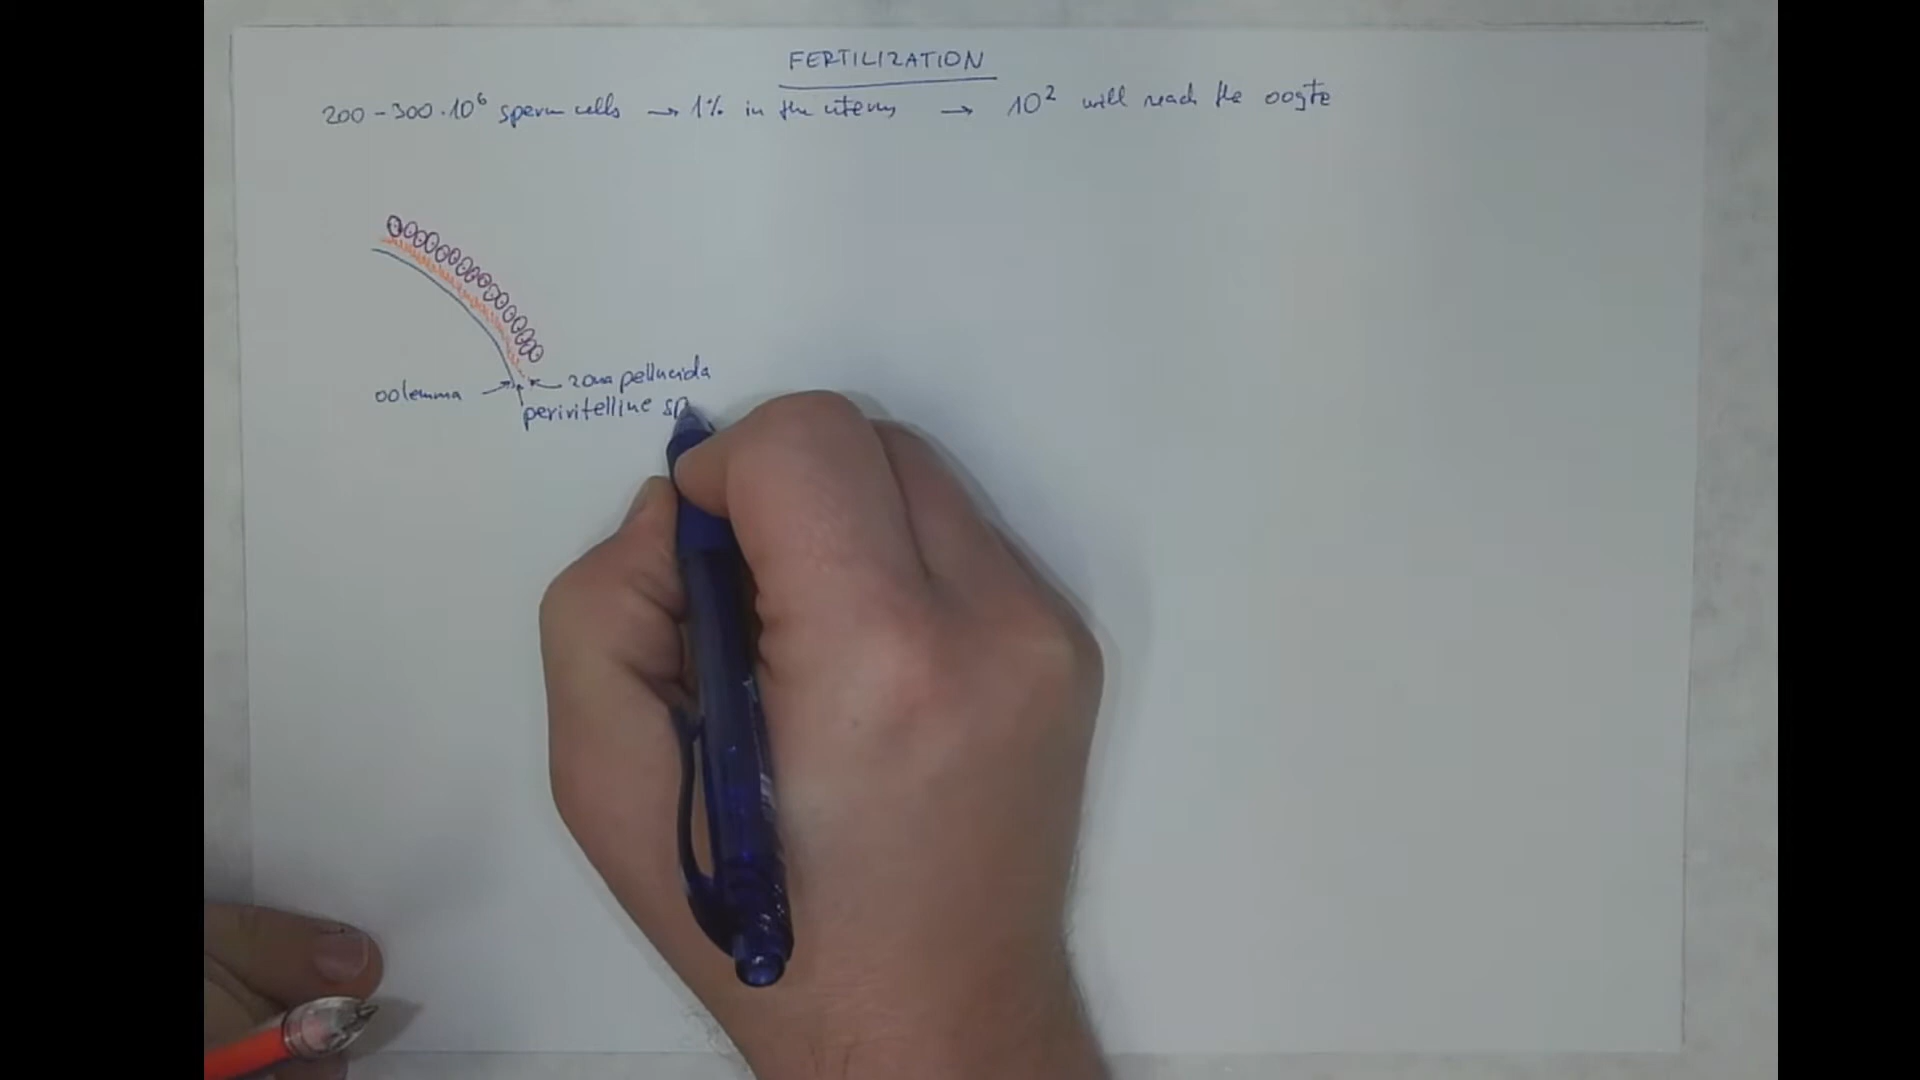 FERTILIZATION
200-300·10⁶ sperm cells → 1% in the uterus → 10² will reach the oogte
oolemma
zona pellucida
perivitelline sp